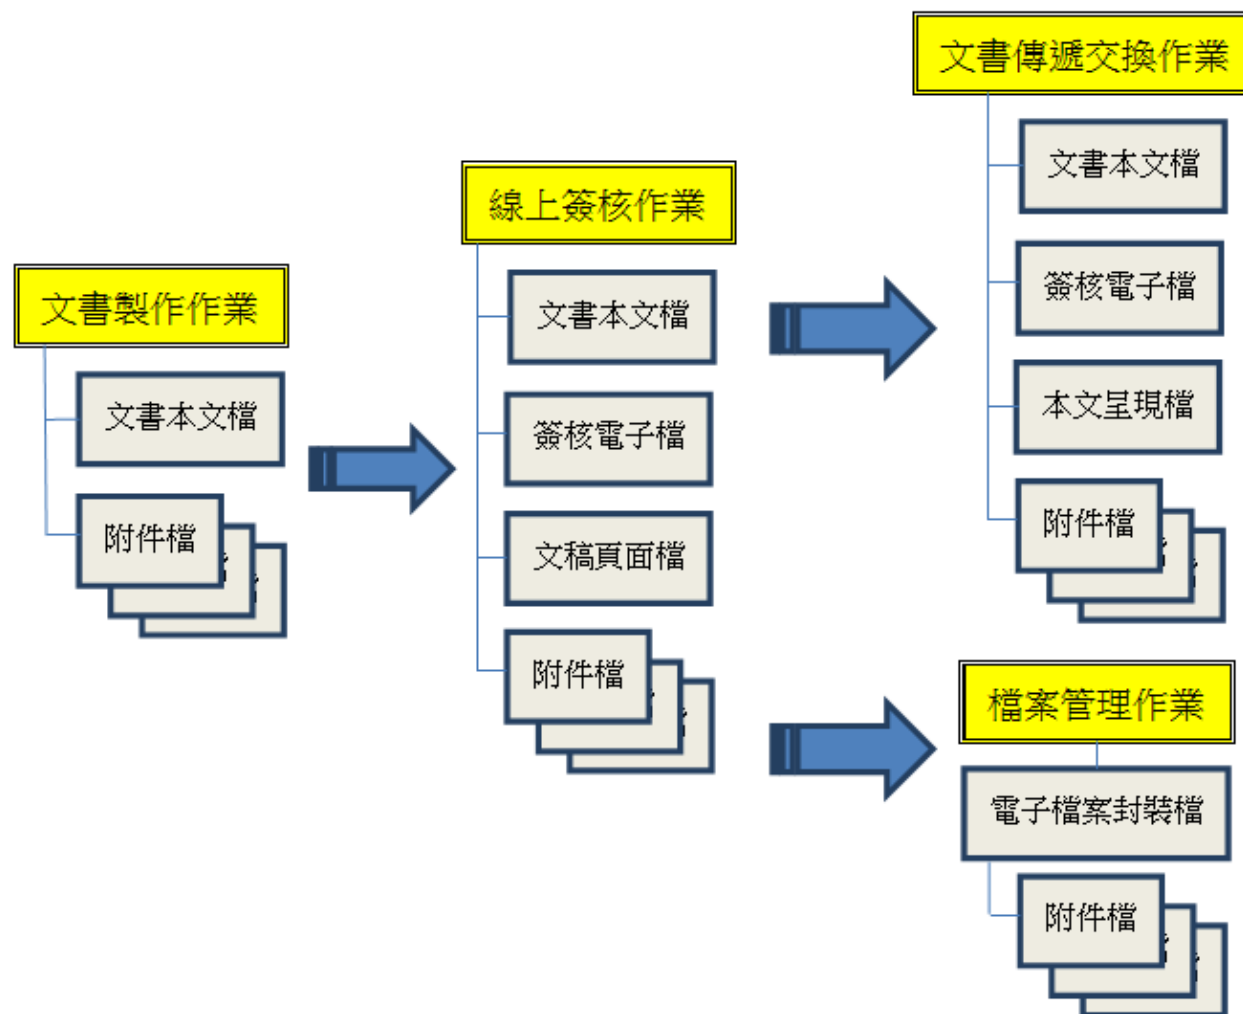 文書製作作業
文書本文檔
附件檔
線上簽核作業
文書本文檔
簽核電子檔
文稿頁面檔
附件檔
文書傳遞交換作業
文書本文檔
簽核電子檔
本文呈現檔
附件檔
檔案管理作業
電子檔案封裝檔
附件檔